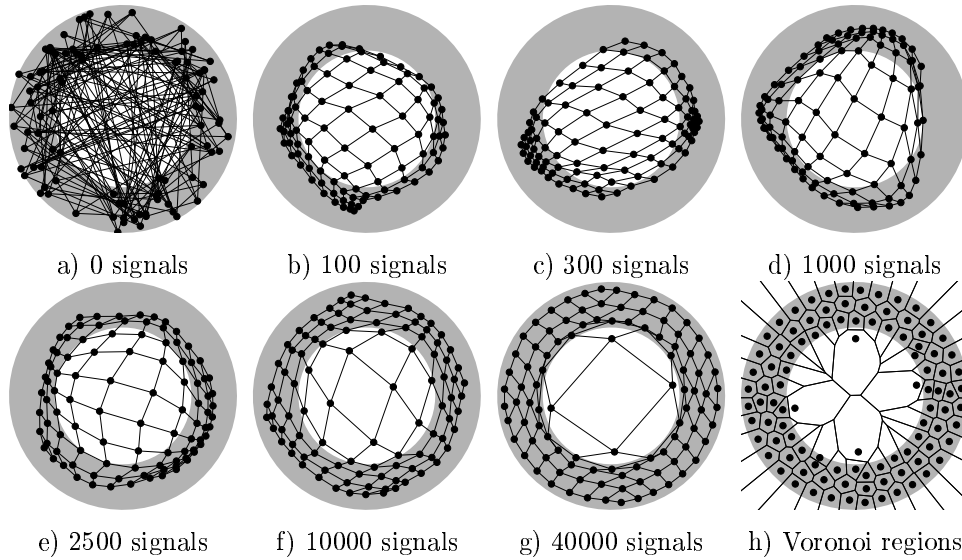 a) 0 signals
b) 100 signals
c) 300 signals
d) 1000 signals
e) 2500 signals
f) 10000 signals
g) 40000 signals
h) Voronoi regions